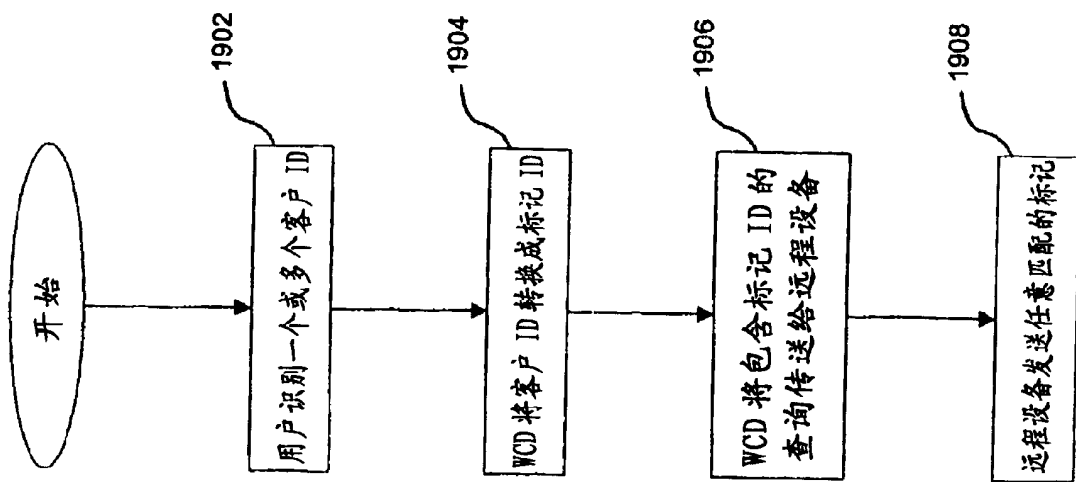 开始
1902
用户识别一个或多个客户 ID
1904
WCD 将客户 ID 转换成标记 ID
1906
WCD 将包含标记 ID 的
查询传送给远程设备
1908
远程设备发送任意匹配的标记